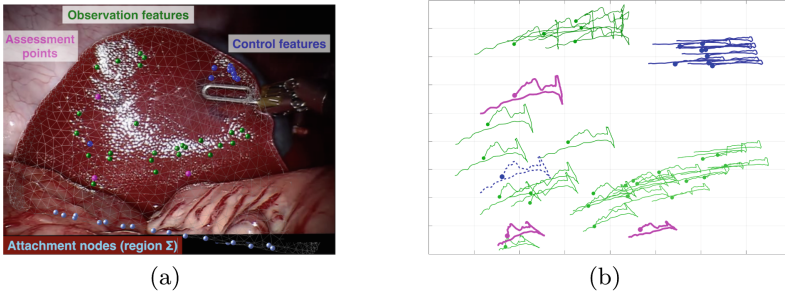 Observation features
Assessment
points
Control features
Attachment nodes (region Σ)
(a)
(b)